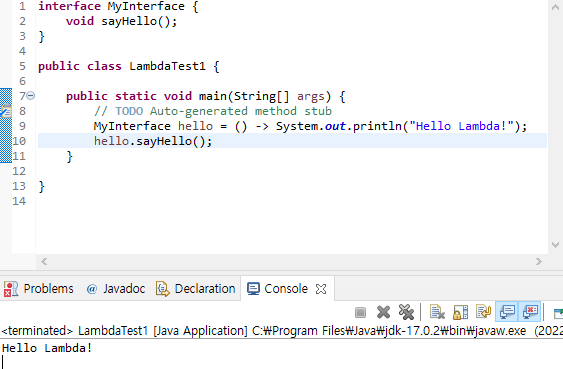 1 interface MyInterface {
2 void sayHello();
3 }
4
5 public class LambdaTest1 {
6
7 public static void main(String[] args) {
8 // TODO Auto-generated method stub
9 MyInterface hello = () -> System.out.println("Hello Lambda!");
10 hello.sayHello();
11 }
12
13 }
14
Problems @ Javadoc Declaration Console
<terminated> LambdaTest1 [Java Application] C:₩Program Files₩Java₩jdk-17.0.2₩bin₩javaw.exe (2022
Hello Lambda!